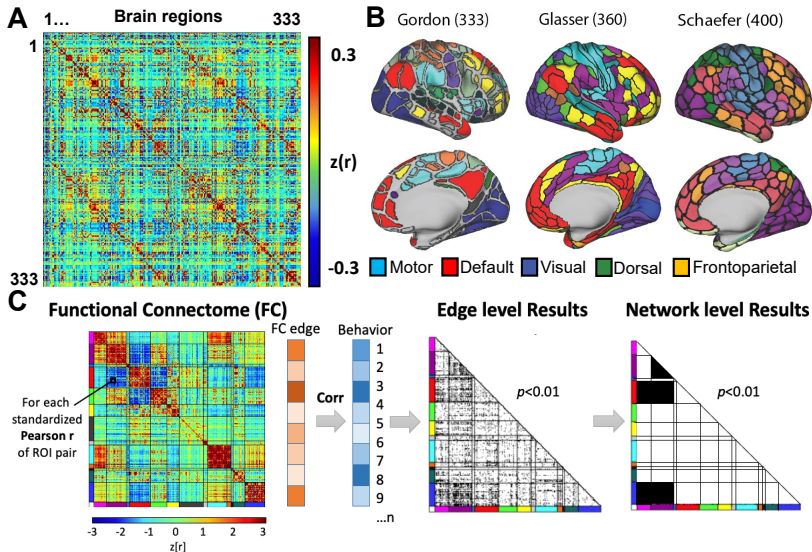 A
1... Brain regions 333
1
333
0.3
z(r)
-0.3
B
Gordon (333) Glasser (360) Schaefer (400)
Motor Default Visual Dorsal Frontoparietal
C
Functional Connectome (FC)
For each
standardized
Pearson r
of ROI pair
-3 -2 -1 0 1 2 3
z[r]
FC edge
Corr
Behavior
1
2
3
4
5
6
7
8
9
...n
Edge level Results
p<0.01
Network level Results
p<0.01